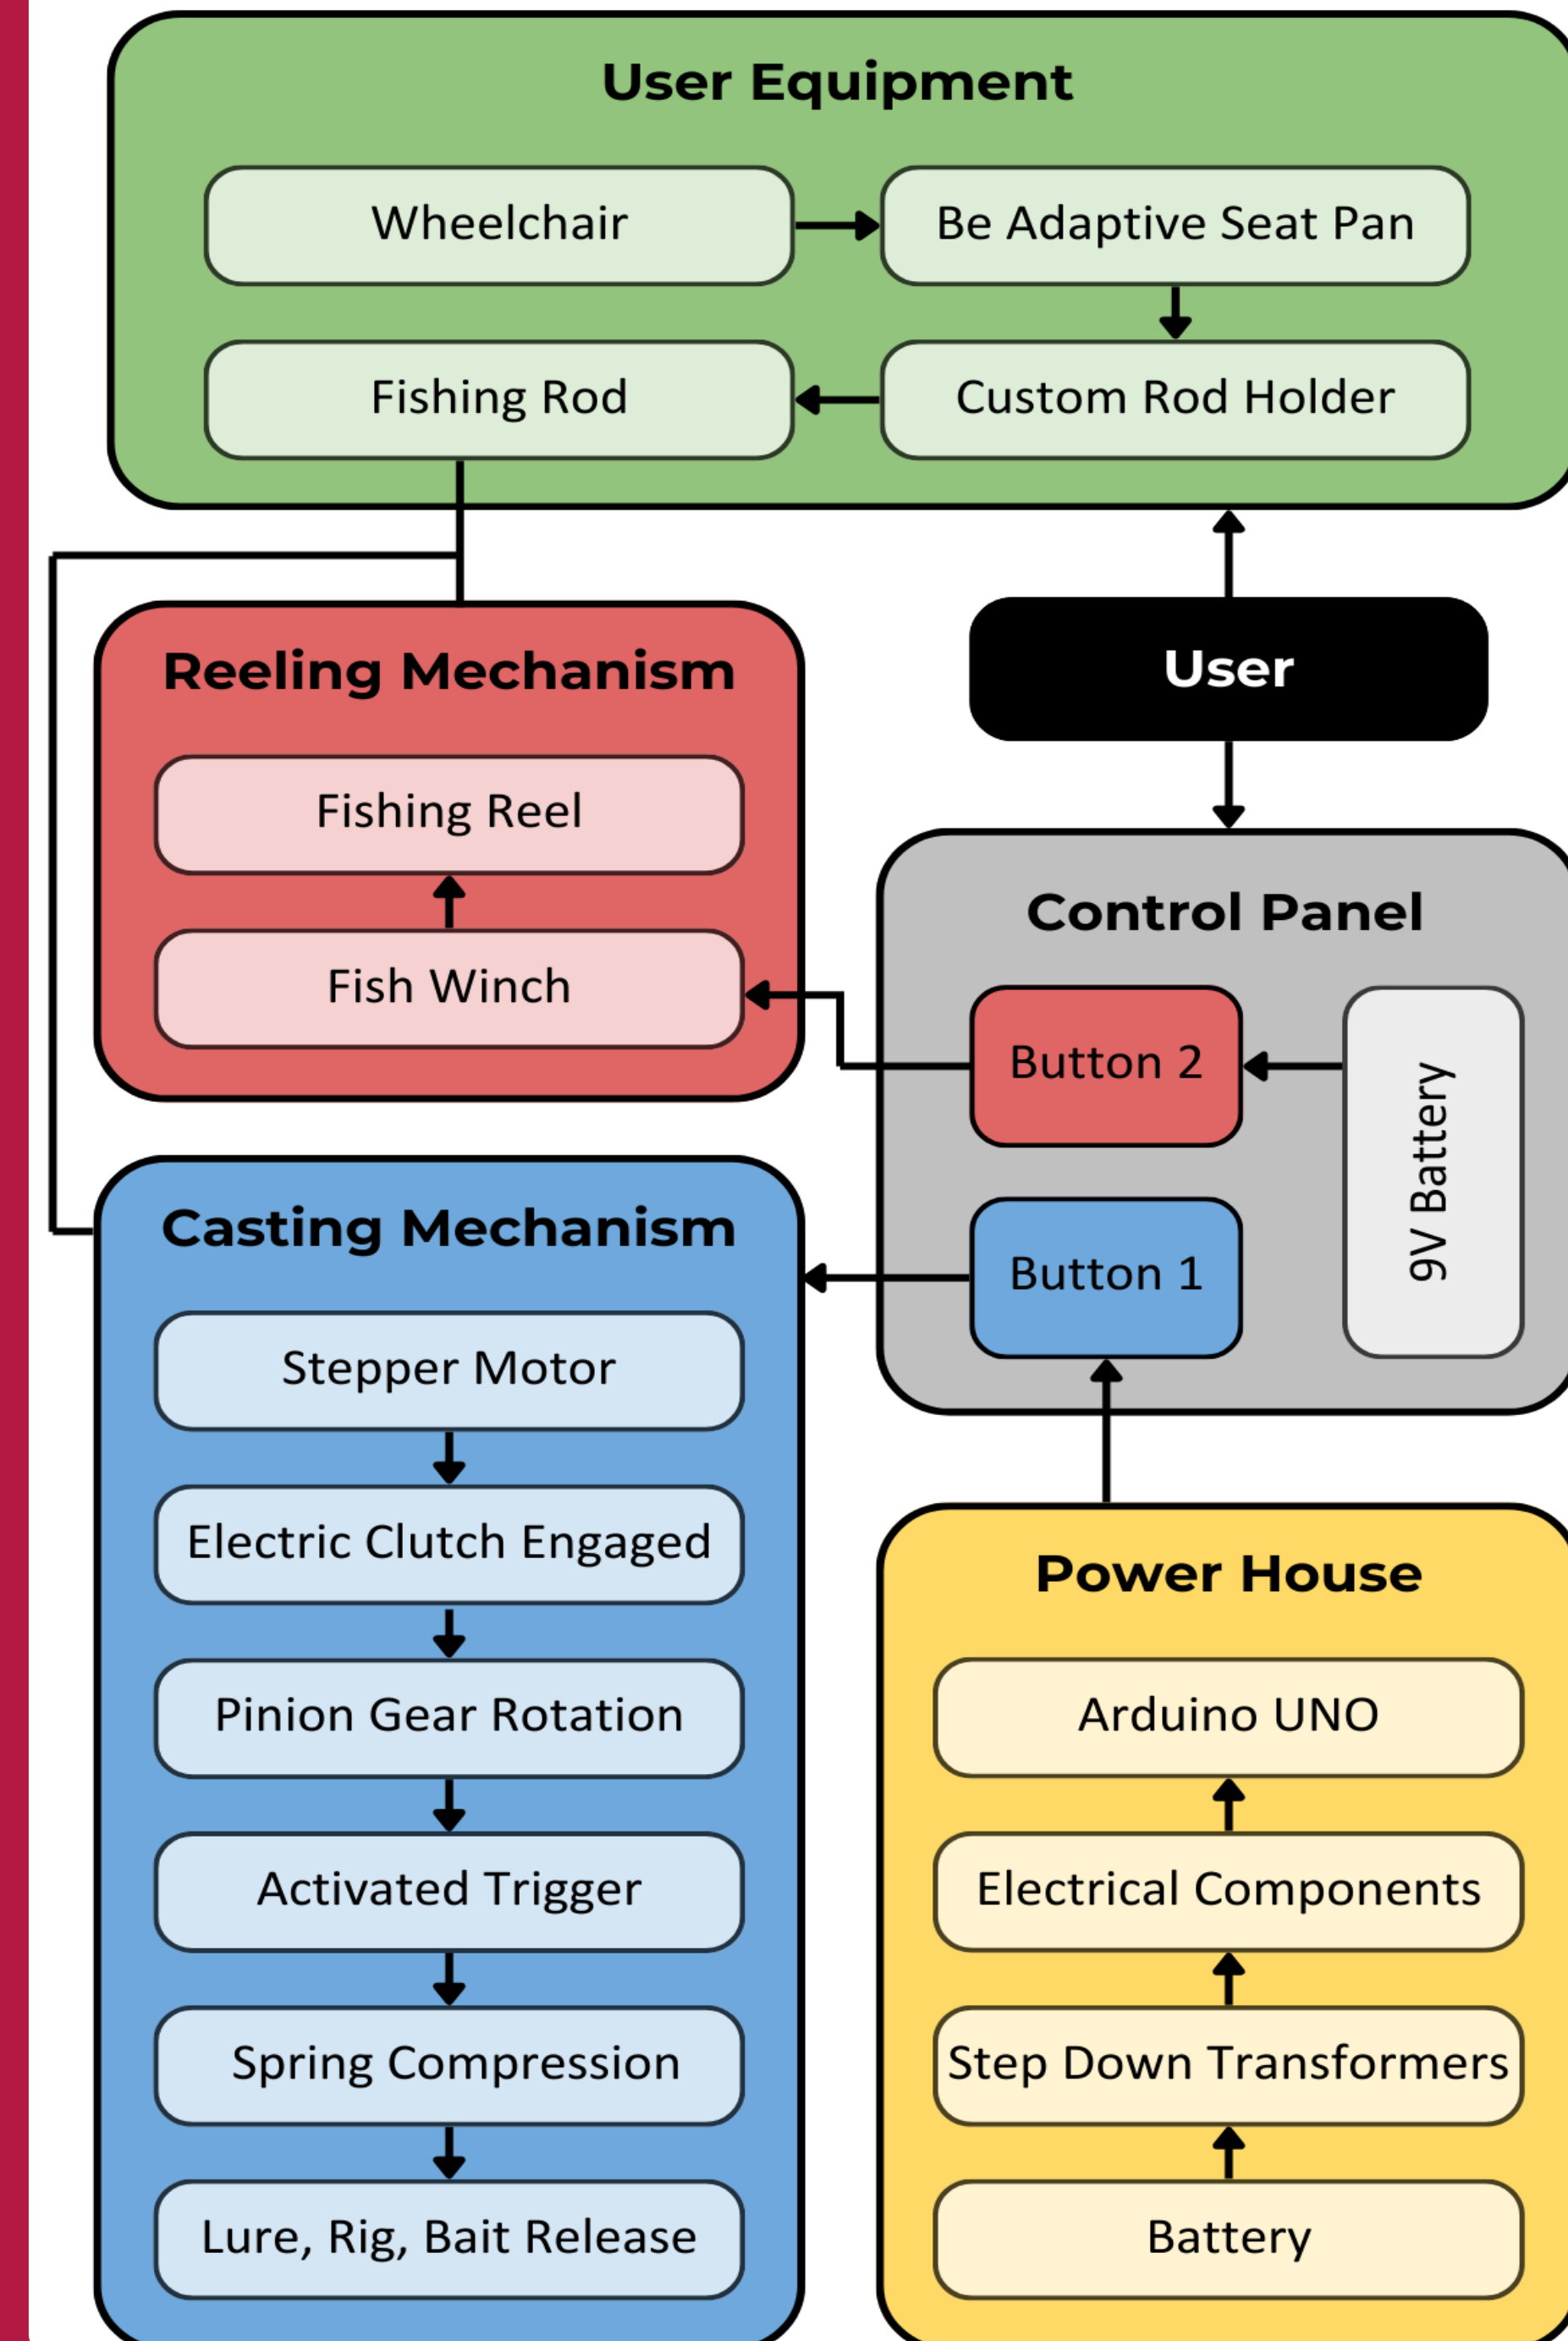 User Equipment
Wheelchair
Be Adaptive Seat Pan
Fishing Rod
Custom Rod Holder
Reeling Mechanism
Fishing Reel
Fish Winch
User
Control Panel
Button 2
9V Battery
Button 1
Casting Mechanism
Stepper Motor
Electric Clutch Engaged
Pinion Gear Rotation
Activated Trigger
Spring Compression
Lure, Rig, Bait Release
Power House
Arduino UNO
Electrical Components
Step Down Transformers
Battery